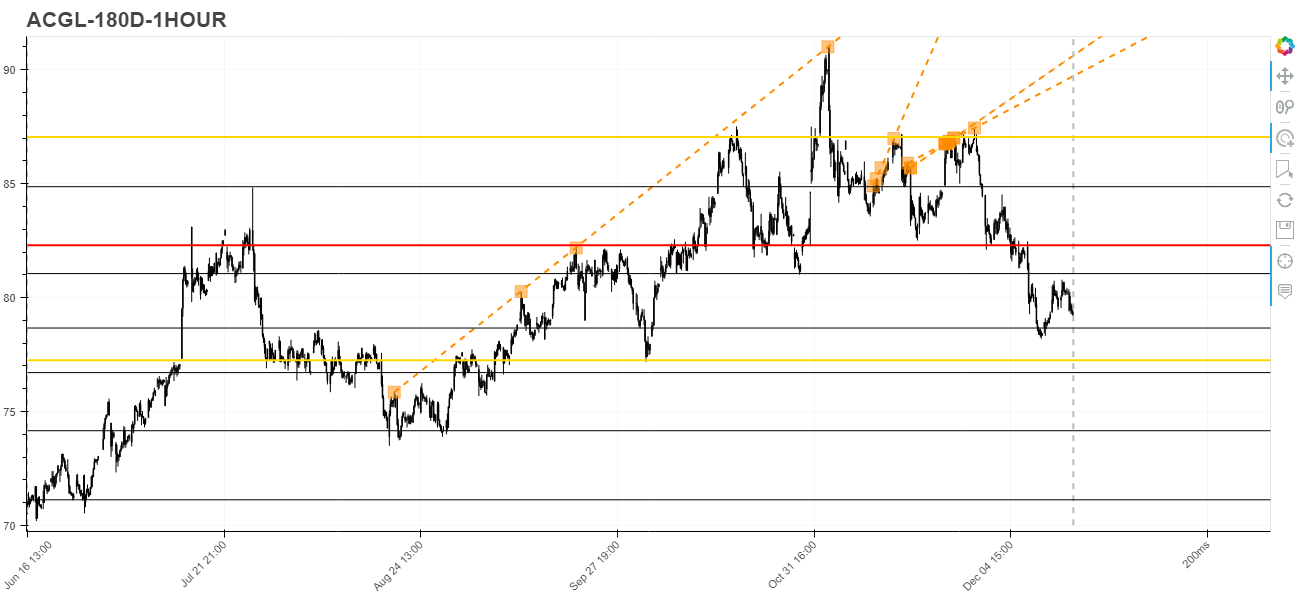 ACGL-180D-1HOUR
90
85
80
75
70
Jun 16 13:00
Jul 21 21:00
Aug 24 13:00
Sep 27 19:00
Oct 31 16:00
Dec 04 15:00
200ms